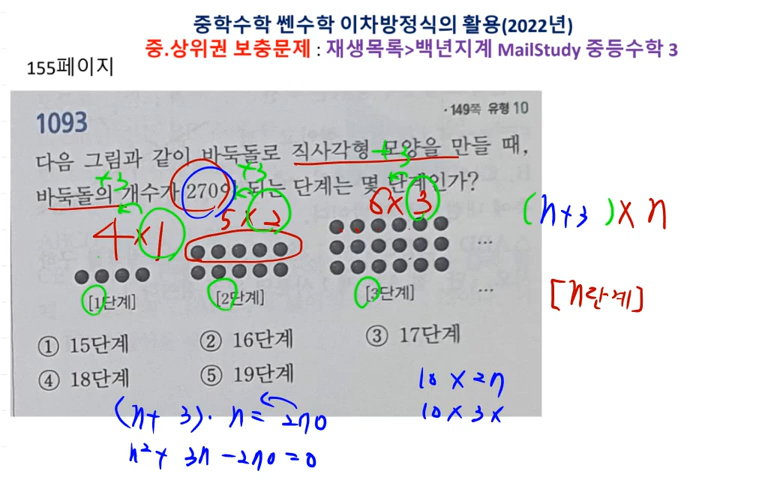 중학수학 쎈수학 이차방정식의 활용(2022년)
중.상위권 보충문제 : 재생목록>백년지계 MailStudy 중등수학 3
155페이지
1093
·149쪽 유형 10
다음 그림과 같이 바둑돌로 직사각형 모양을 만들 때,
바둑돌의 개수가 270이 되는 단계는 몇 단계인가?
+3 +3 +3
4×1 5×2 6×3 (n+3)×n
… 
[1단계] [2단계] [3단계] …
[n단계]
① 15단계 ② 16단계 ③ 17단계
④ 18단계 ⑤ 19단계
10×27
10×3×
(n+3)·n=270
n²+3n-270=0